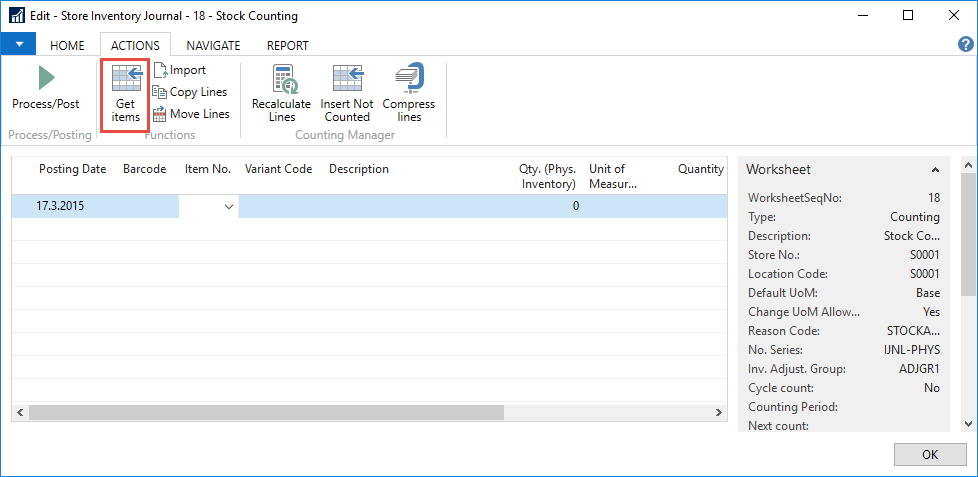 Edit - Store Inventory Journal - 18 - Stock Counting
HOME ACTIONS NAVIGATE REPORT
Process/Post
Get items
Import
Copy Lines
Move Lines
Recalculate Lines
Insert Not Counted
Compress lines
Process/Posting Functions Counting Manager
Posting Date Barcode Item No. Variant Code Description Qty. (Phys. Inventory) Unit of Measur... Quantity
17.3.2015 0
Worksheet
WorksheetSeqNo: 18
Type: Counting
Description: Stock Co...
Store No.: S0001
Location Code: S0001
Default UoM: Base
Change UoM Allow... Yes
Reason Code: STOCKA...
No. Series: IJNL-PHYS
Inv. Adjust. Group: ADJGR1
Cycle count: No
Counting Period:
Next count:
OK